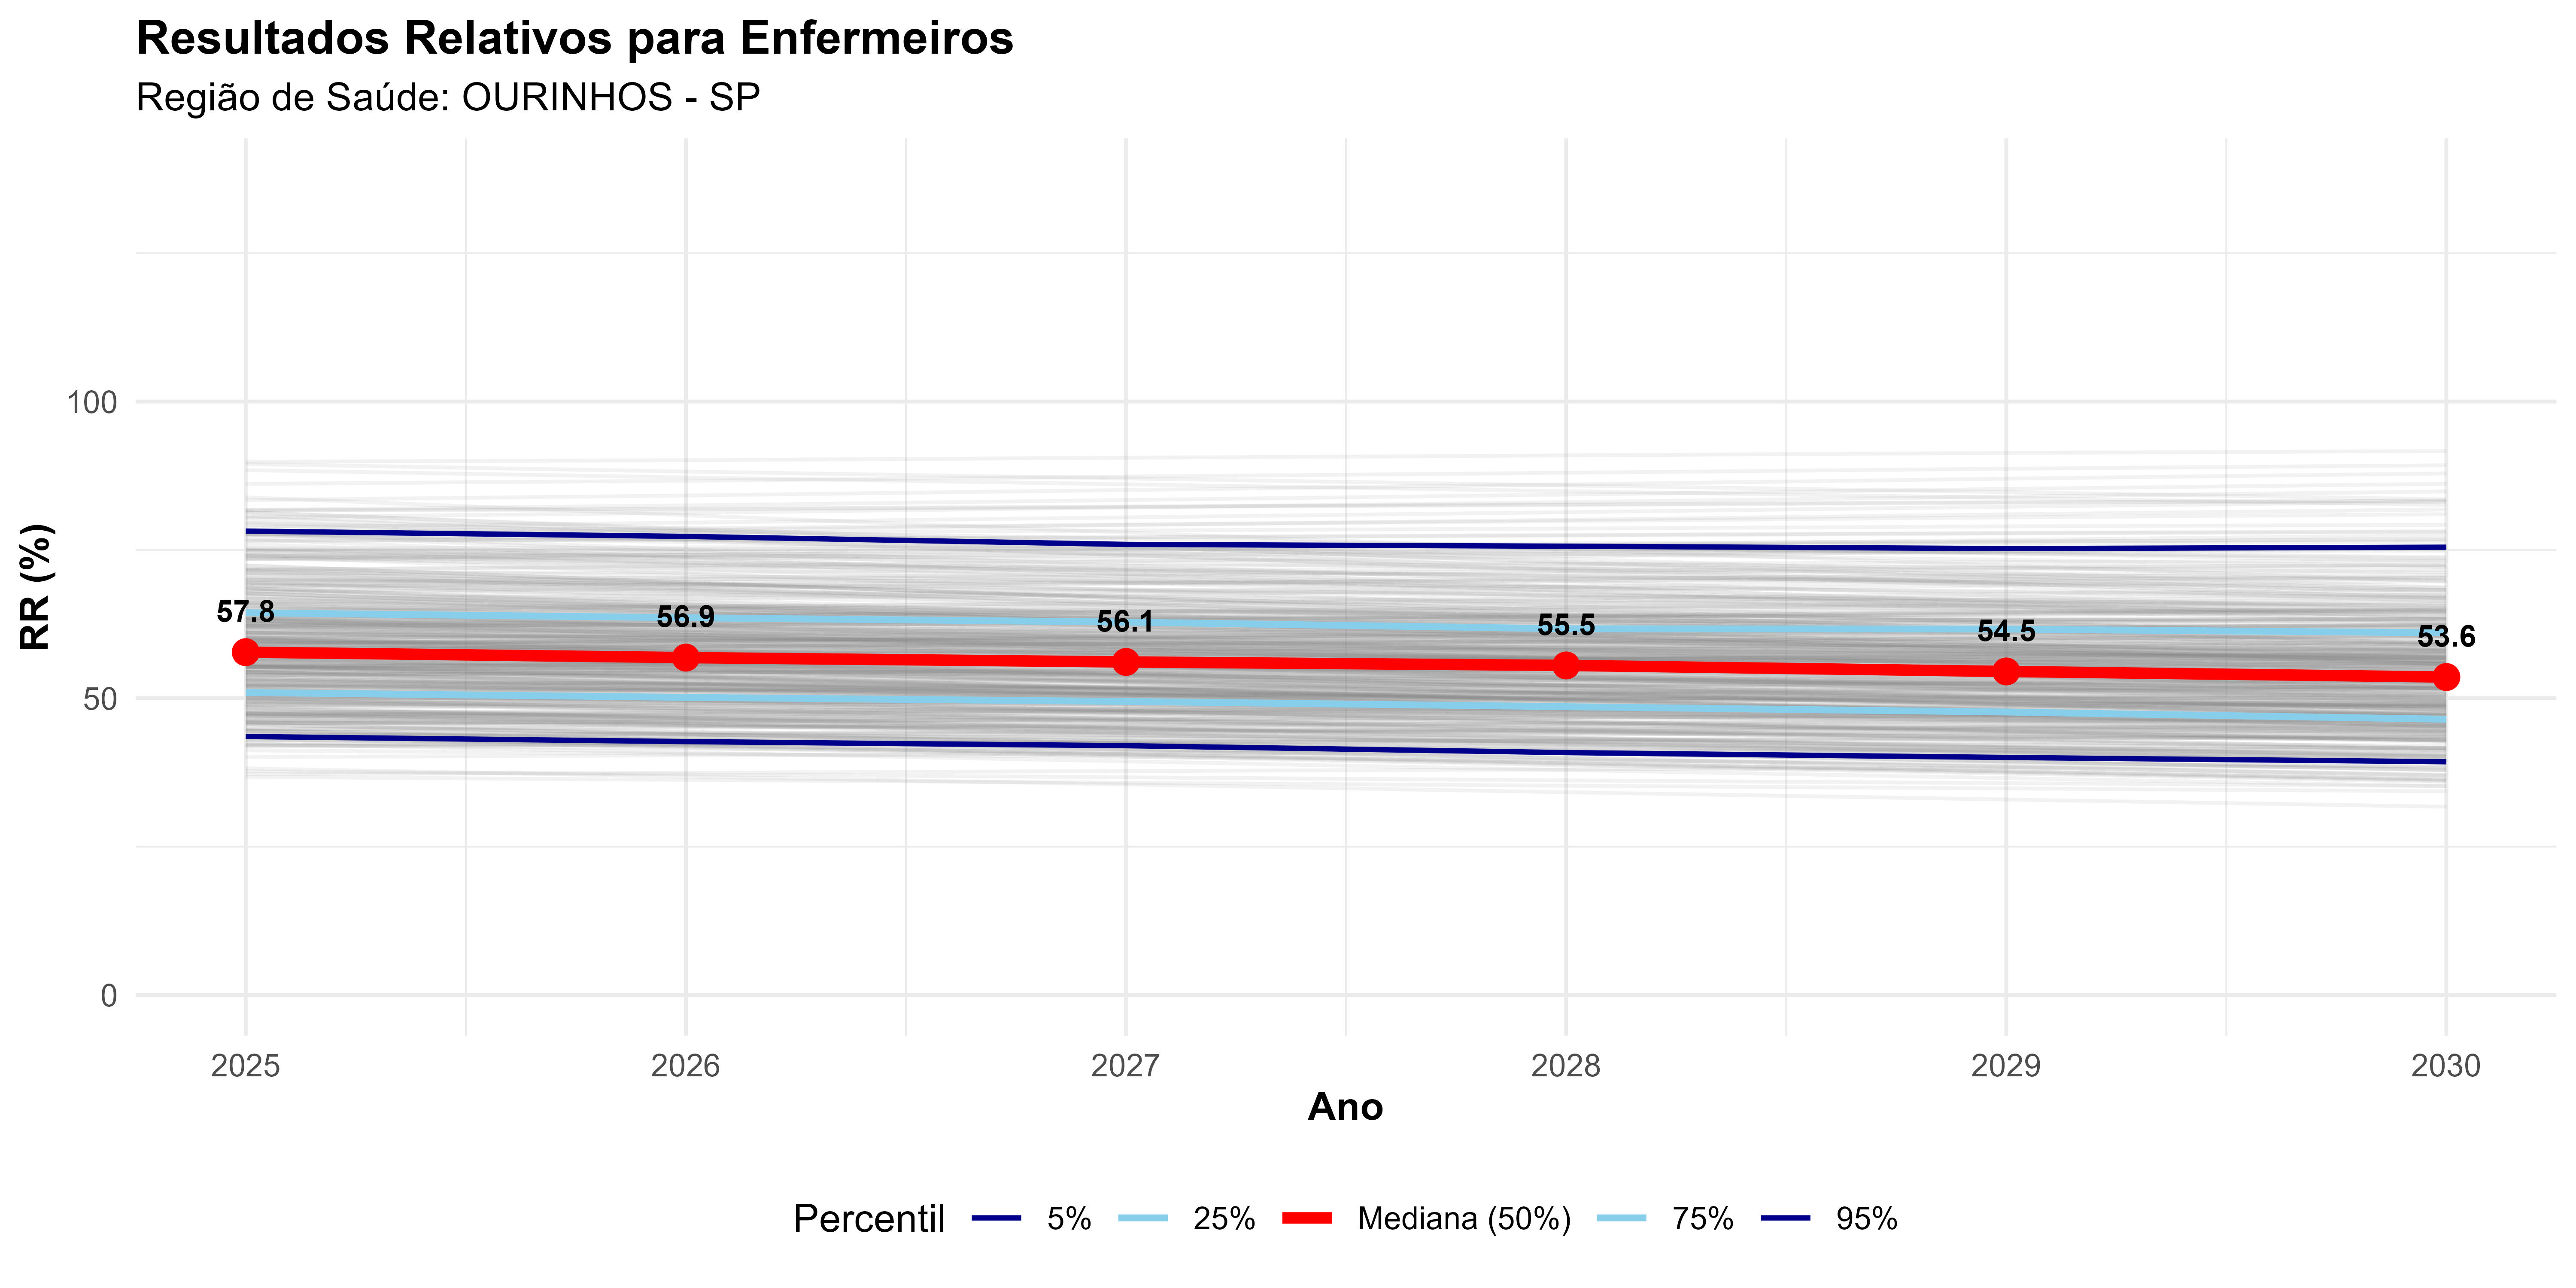 Resultados Relativos para Enfermeiros
Região de Saúde: OURINHOS - SP
RR (%)
100
50
0
57.8
56.9
56.1
55.5
54.5
53.6
2025 2026 2027 2028 2029 2030
Ano
Percentil 5% 25% Mediana (50%) 75% 95%